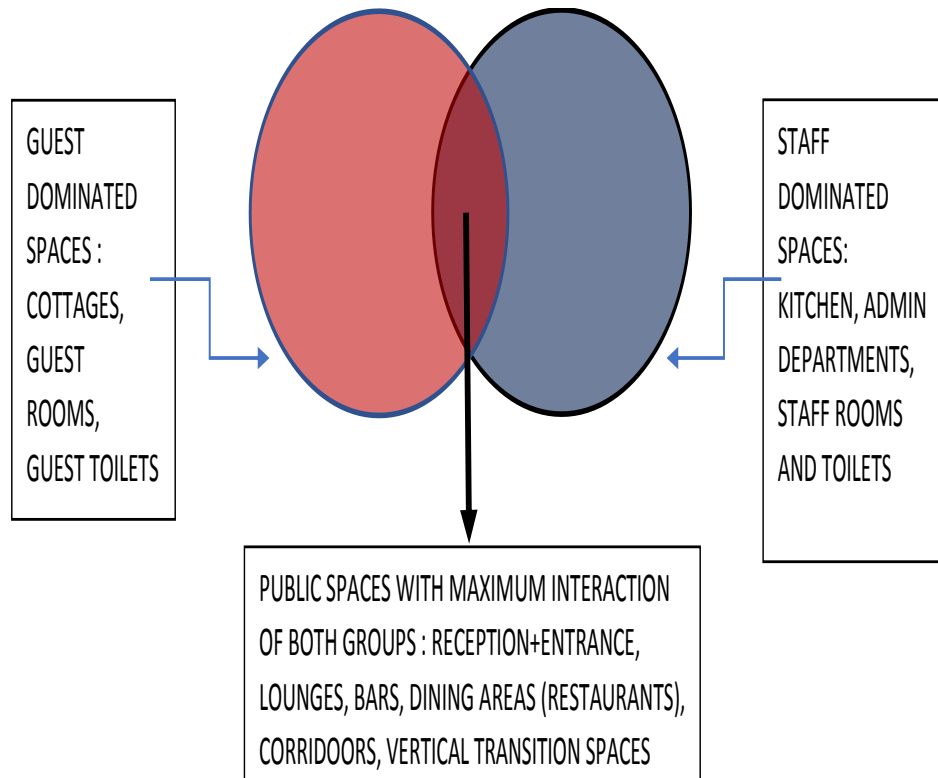 GUEST
DOMINATED
SPACES :
COTTAGES,
GUEST
ROOMS,
GUEST TOILETS
STAFF
DOMINATED
SPACES:
KITCHEN, ADMIN
DEPARTMENTS,
STAFF ROOMS
AND TOILETS
PUBLIC SPACES WITH MAXIMUM INTERACTION
OF BOTH GROUPS : RECEPTION+ENTRANCE,
LOUNGES, BARS, DINING AREAS (RESTAURANTS),
CORRIDOORS, VERTICAL TRANSITION SPACES